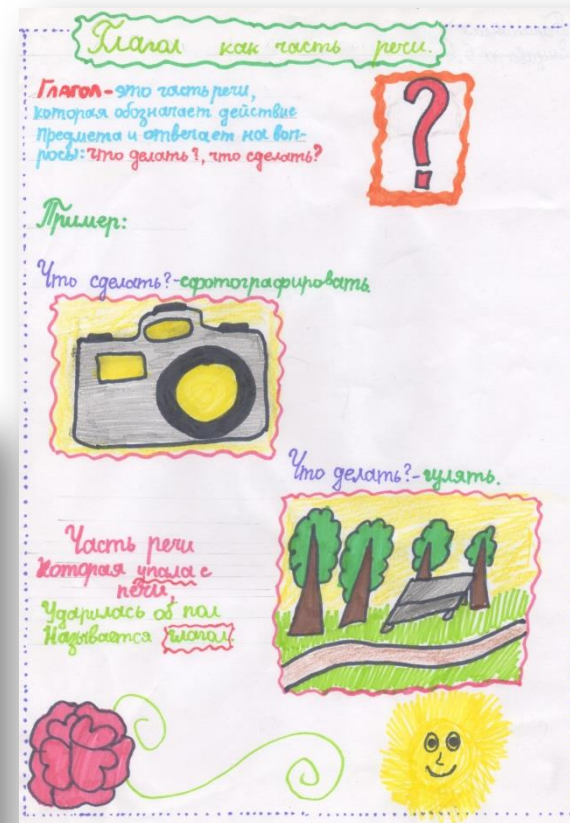 Глагол как часть речи.
Глагол - это часть речи,
которая обозначает действие
предмета и отвечает на воп-
росы: что делать?, что сделать?
Пример:
Что сделать?-сфотографировать.
Что делать?-гулять.
Часть речи
Которая упала с
печи,
Ударилась об пол
Называется глагол.